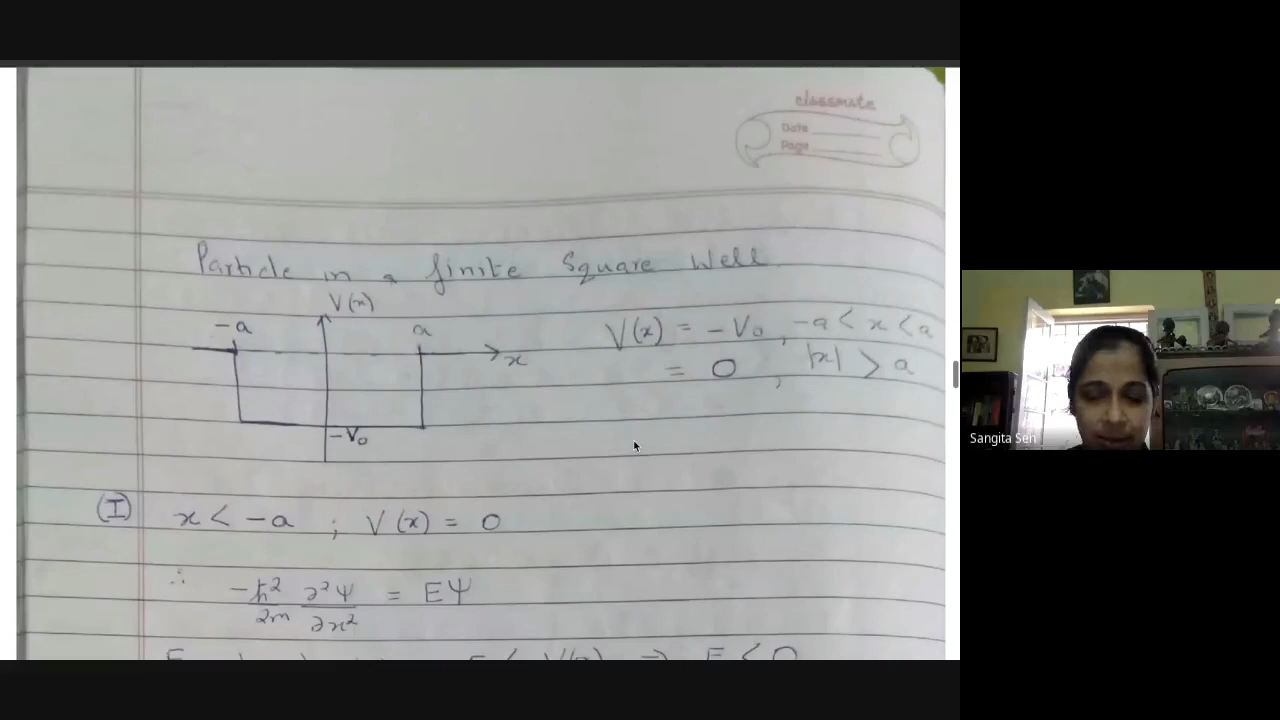 classmate
Date
Page
Particle in a finite Square Well
V(x)
-a
a
x
-V₀
V(x) = -V₀, -a < x < a
= 0 , |x| > a
(I) x < -a ; V(x) = 0
∴ -ħ²/2m ∂²Ψ/∂x² = EΨ
E < V(x) ⇒ E < 0
Sangita Sen